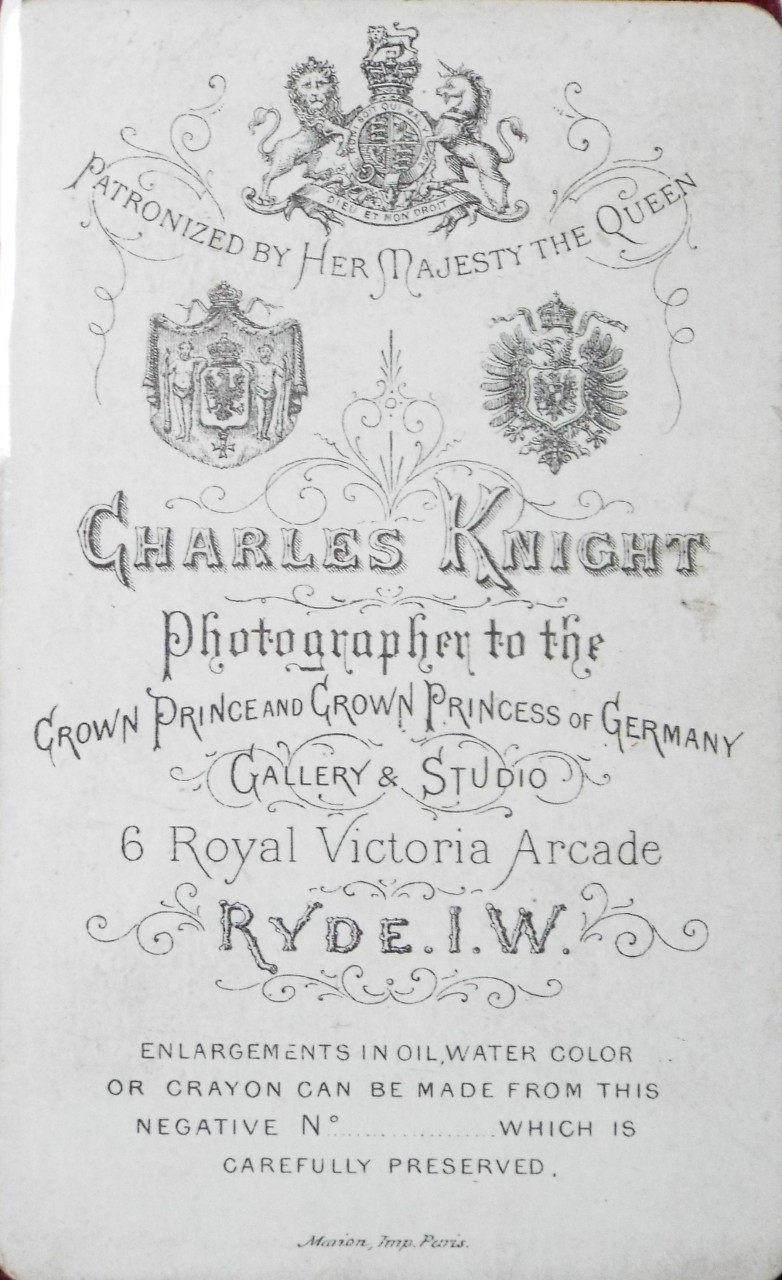 HONI SOIT QUI MAL Y
DIEU ET MON DROIT
PATRONIZED BY HER MAJESTY THE QUEEN
CHARLES KNIGHT
Photographer to the
CROWN PRINCE AND CROWN PRINCESS OF GERMANY
GALLERY & STUDIO
6 Royal Victoria Arcade
RYDE. I. W.
ENLARGEMENTS IN OIL, WATER COLOR
OR CRAYON CAN BE MADE FROM THIS
NEGATIVE No ................ WHICH IS
CAREFULLY PRESERVED.
Marion, Imp. Paris.